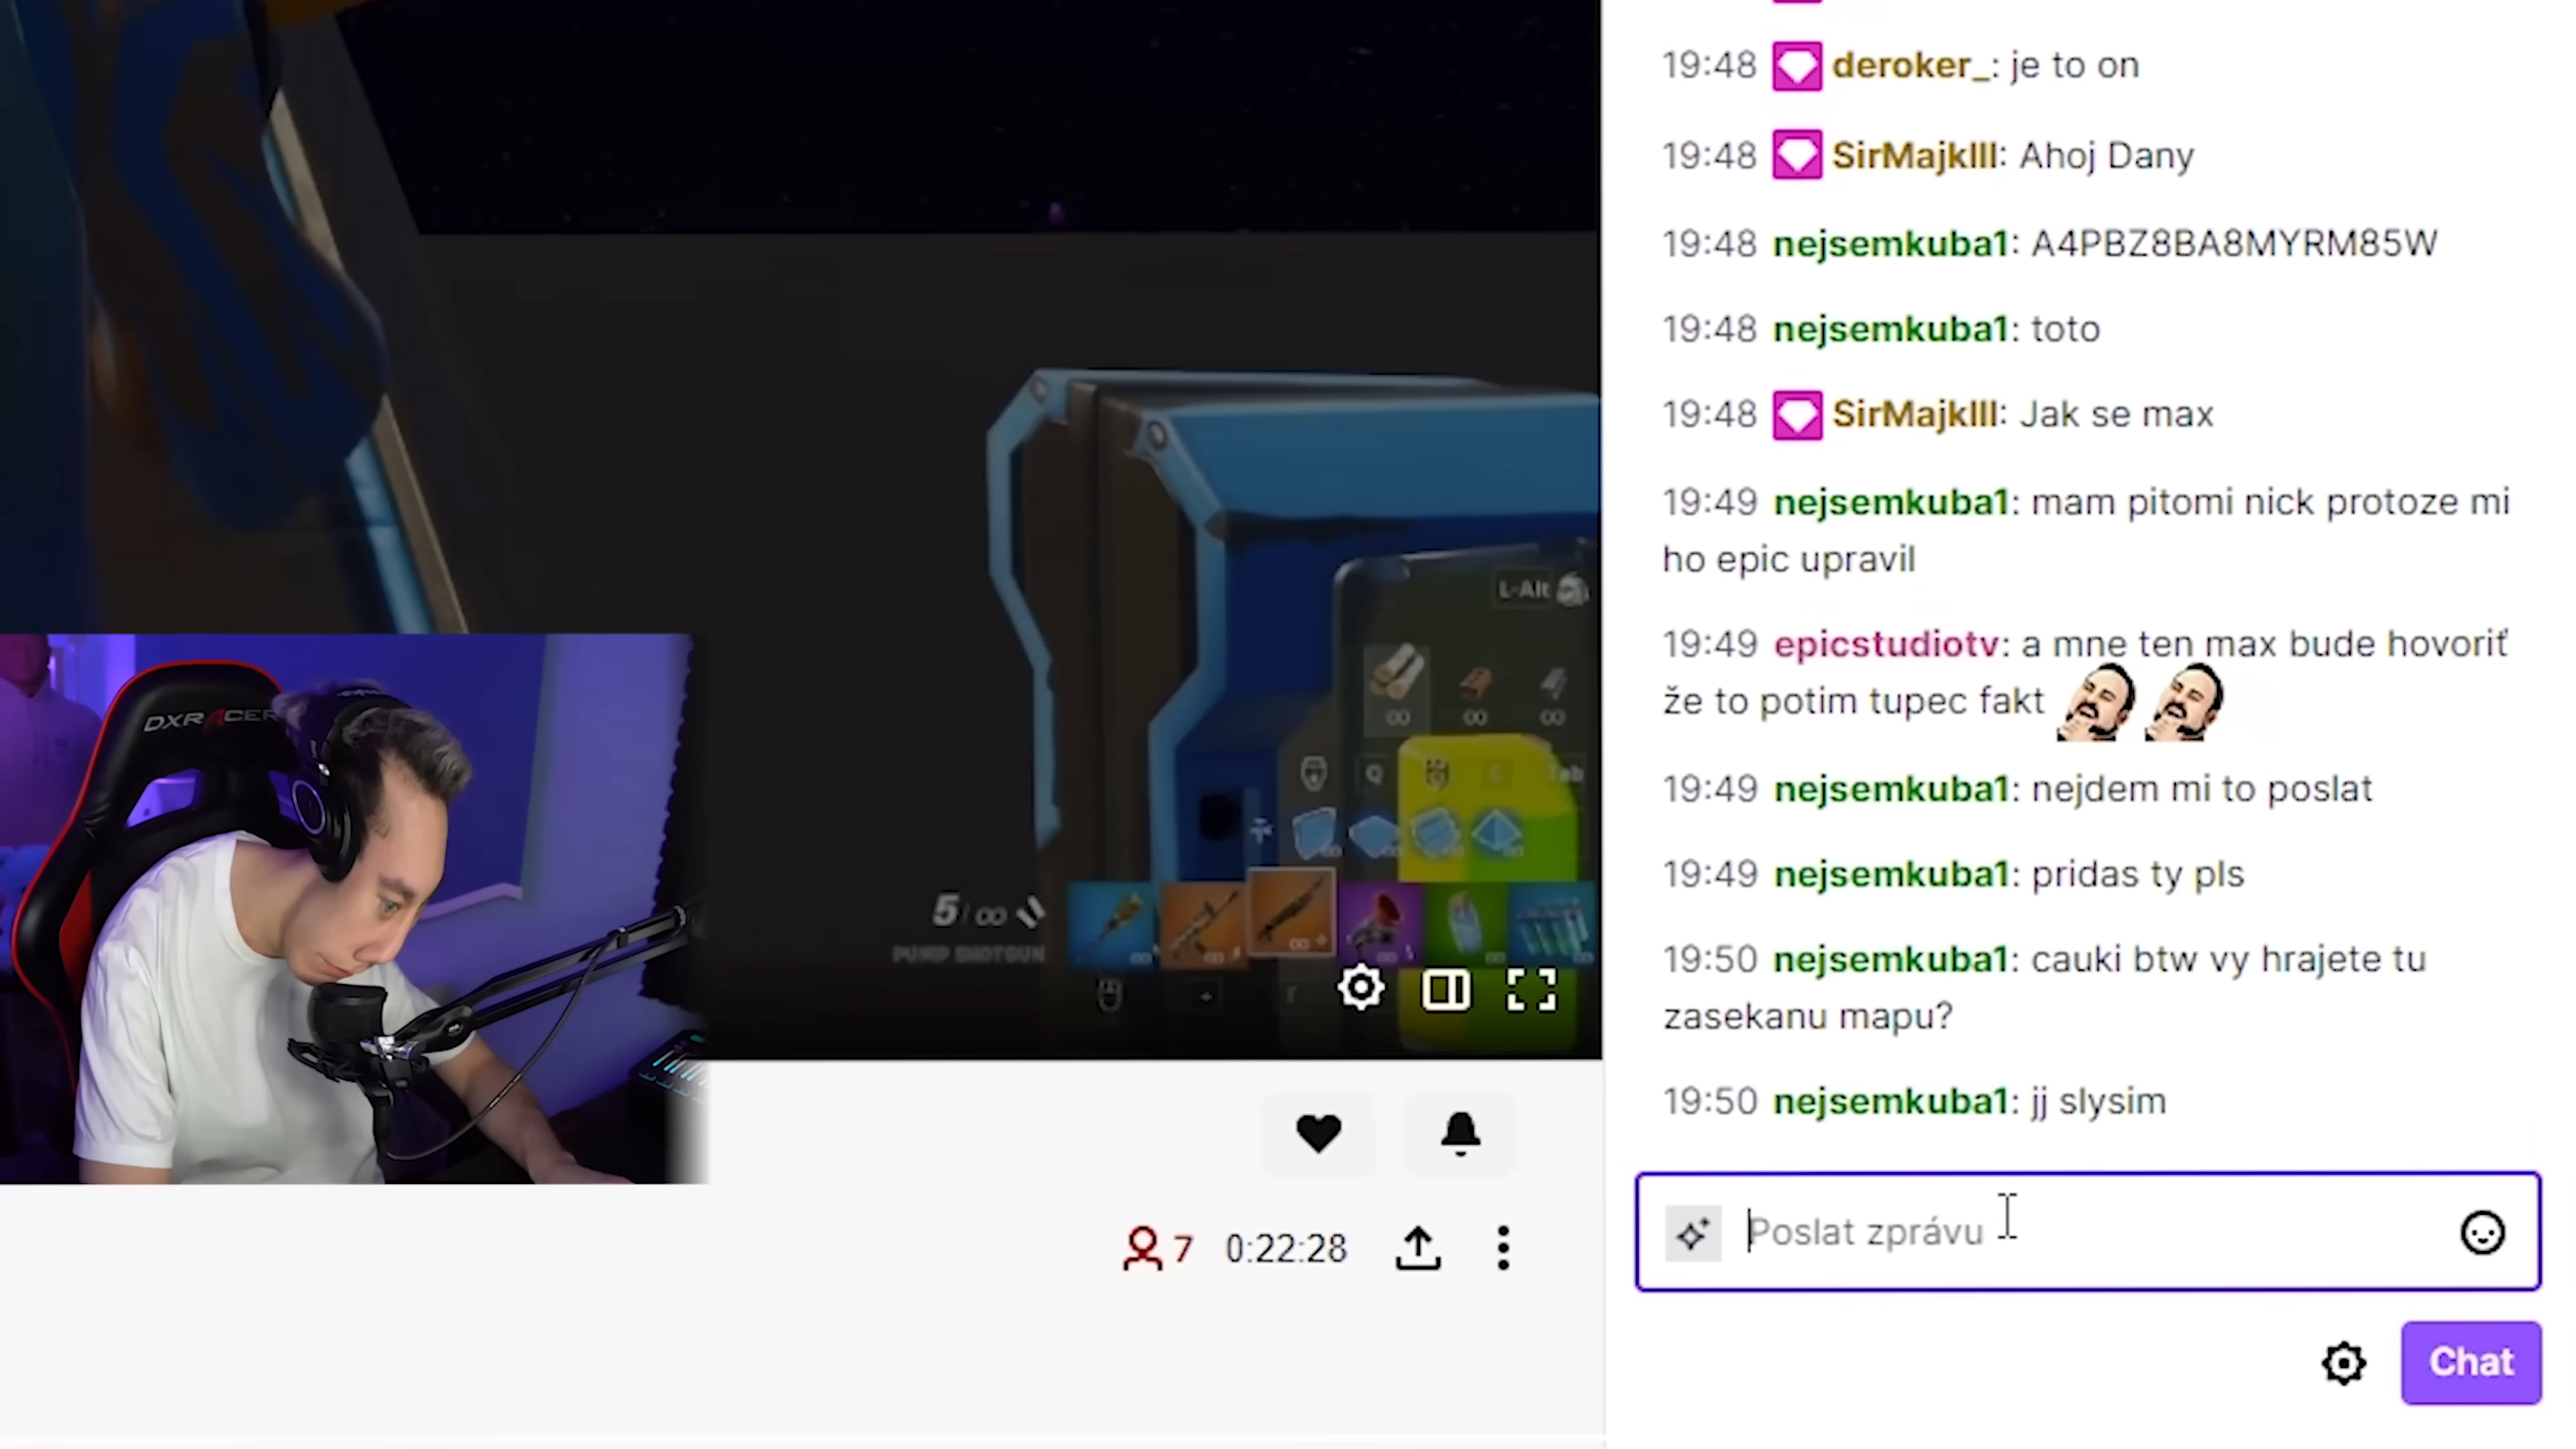 19:48 deroker_: je to on
19:48 SirMajkIII: Ahoj Dany
19:48 nejsemkuba1: A4PBZ8BA8MYRM85W
19:48 nejsemkuba1: toto
19:48 SirMajkIII: Jak se max
19:49 nejsemkuba1: mam pitomi nick protoze mi
ho epic upravil
19:49 epicstudiotv: a mne ten max bude hovoriť
že to potim tupec fakt
19:49 nejsemkuba1: nejdem mi to poslat
19:49 nejsemkuba1: pridas ty pls
19:50 nejsemkuba1: cauki btw vy hrajete tu
zasekanu mapu?
19:50 nejsemkuba1: jj slysim
Poslat zprávu
Chat
L-Alt
∞ ∞ ∞
Q
Tab
5/∞
PUMP SHOTGUN
DXRACER
7 0:22:28